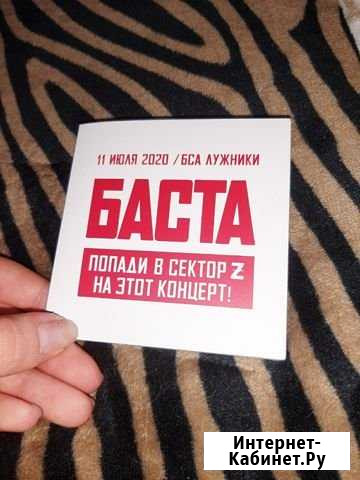 11 ИЮЛЯ 2020 / БСА ЛУЖНИКИ
БАСТА
ПОПАДИ В СЕКТОР Z
НА ЭТОТ КОНЦЕРТ!
Интернет-
Кабинет.Ру